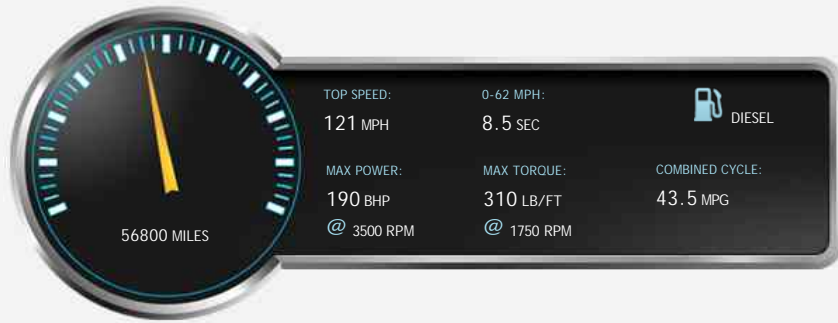 TOP SPEED:
121 MPH
0-62 MPH:
8.5 SEC
DIESEL
MAX POWER:
190 BHP
@ 3500 RPM
MAX TORQUE:
310 LB/FT
@ 1750 RPM
COMBINED CYCLE:
43.5 MPG
56800 MILES